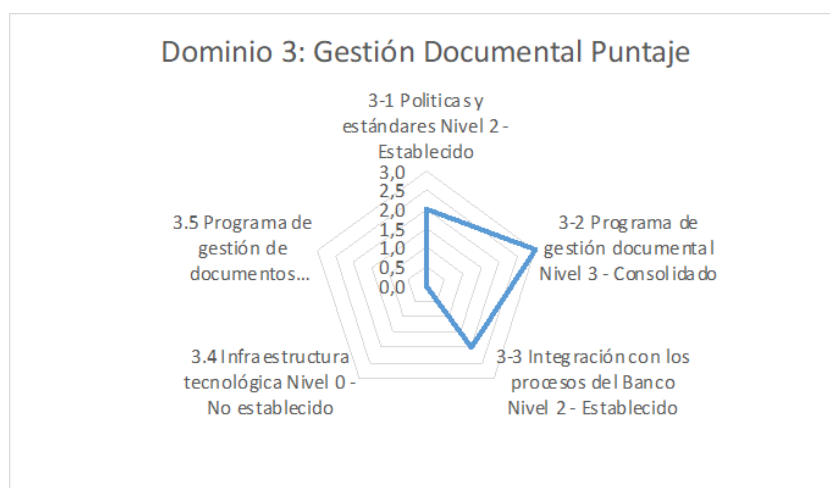 Dominio 3: Gestión Documental Puntaje
3-1 Politicas y
estándares Nivel 2 -
Establecido
3,0
2,5
2,0
1,5
1,0
0,5
0,0
3-2 Programa de
gestión documental
Nivel 3 - Consolidado
3-3 Integración con los
procesos del Banco
Nivel 2 - Establecido
3.4 Infraestructura
tecnológica Nivel 0 -
No establecido
3.5 Programa de
gestión de
documentos...